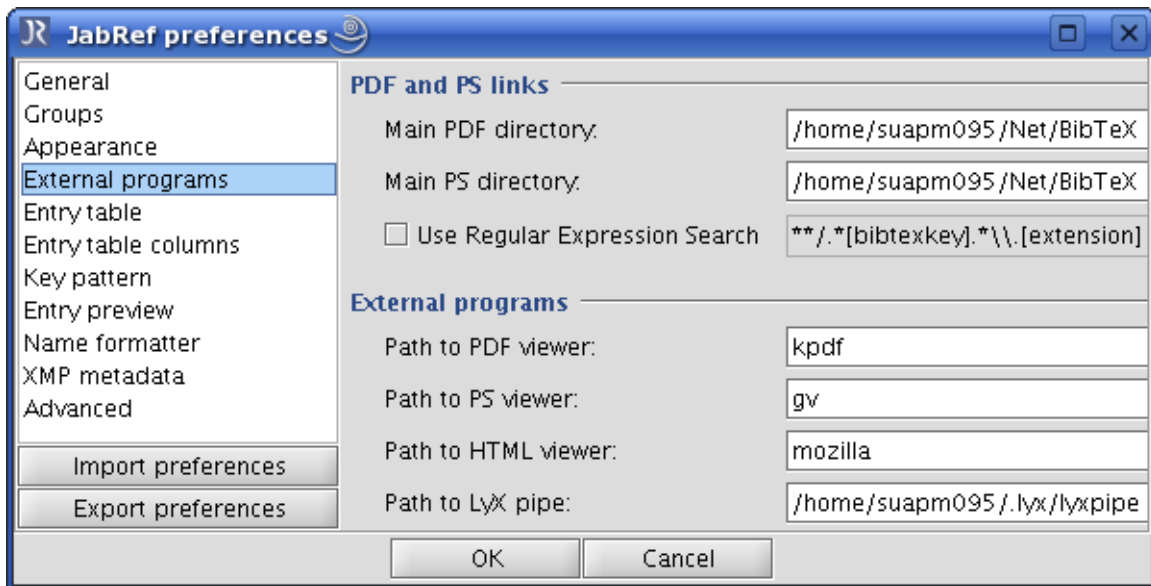 JabRef preferences
General
Groups
Appearance
External programs
Entry table
Entry table columns
Key pattern
Entry preview
Name formatter
XMP metadata
Advanced
Import preferences
Export preferences
PDF and PS links
Main PDF directory: /home/suapm095/Net/BibTeX
Main PS directory: /home/suapm095/Net/BibTeX
Use Regular Expression Search **/.*[bibtexkey].*\\.[extension]
External programs
Path to PDF viewer: kpdf
Path to PS viewer: gv
Path to HTML viewer: mozilla
Path to LyX pipe: /home/suapm095/.lyx/lyxpipe
OK Cancel